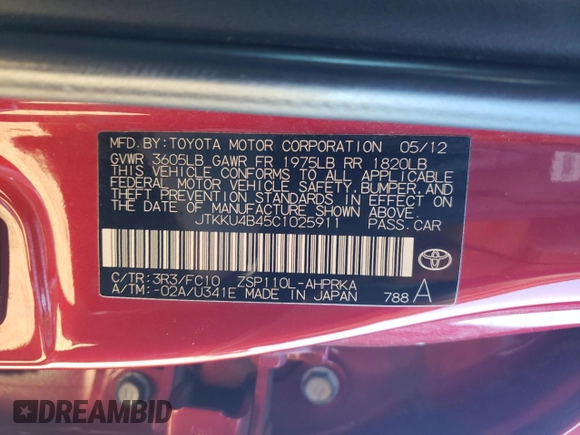 MFD. BY: TOYOTA MOTOR CORPORATION 05/12
GVWR 3605LB GAWR FR 1975LB RR 1820LB
THIS VEHICLE CONFORMS TO ALL APPLICABLE
FEDERAL MOTOR VEHICLE SAFETY, BUMPER, AND
THEFT PREVENTION STANDARDS IN EFFECT ON
THE DATE OF MANUFACTURE SHOWN ABOVE.
JTKKU4B45C1025911 PASS. CAR
C/TR: 3R3/FC10 ZSP110L-AHPRKA
A/TM: -02A/U341E MADE IN JAPAN 788 A
DREAMBID